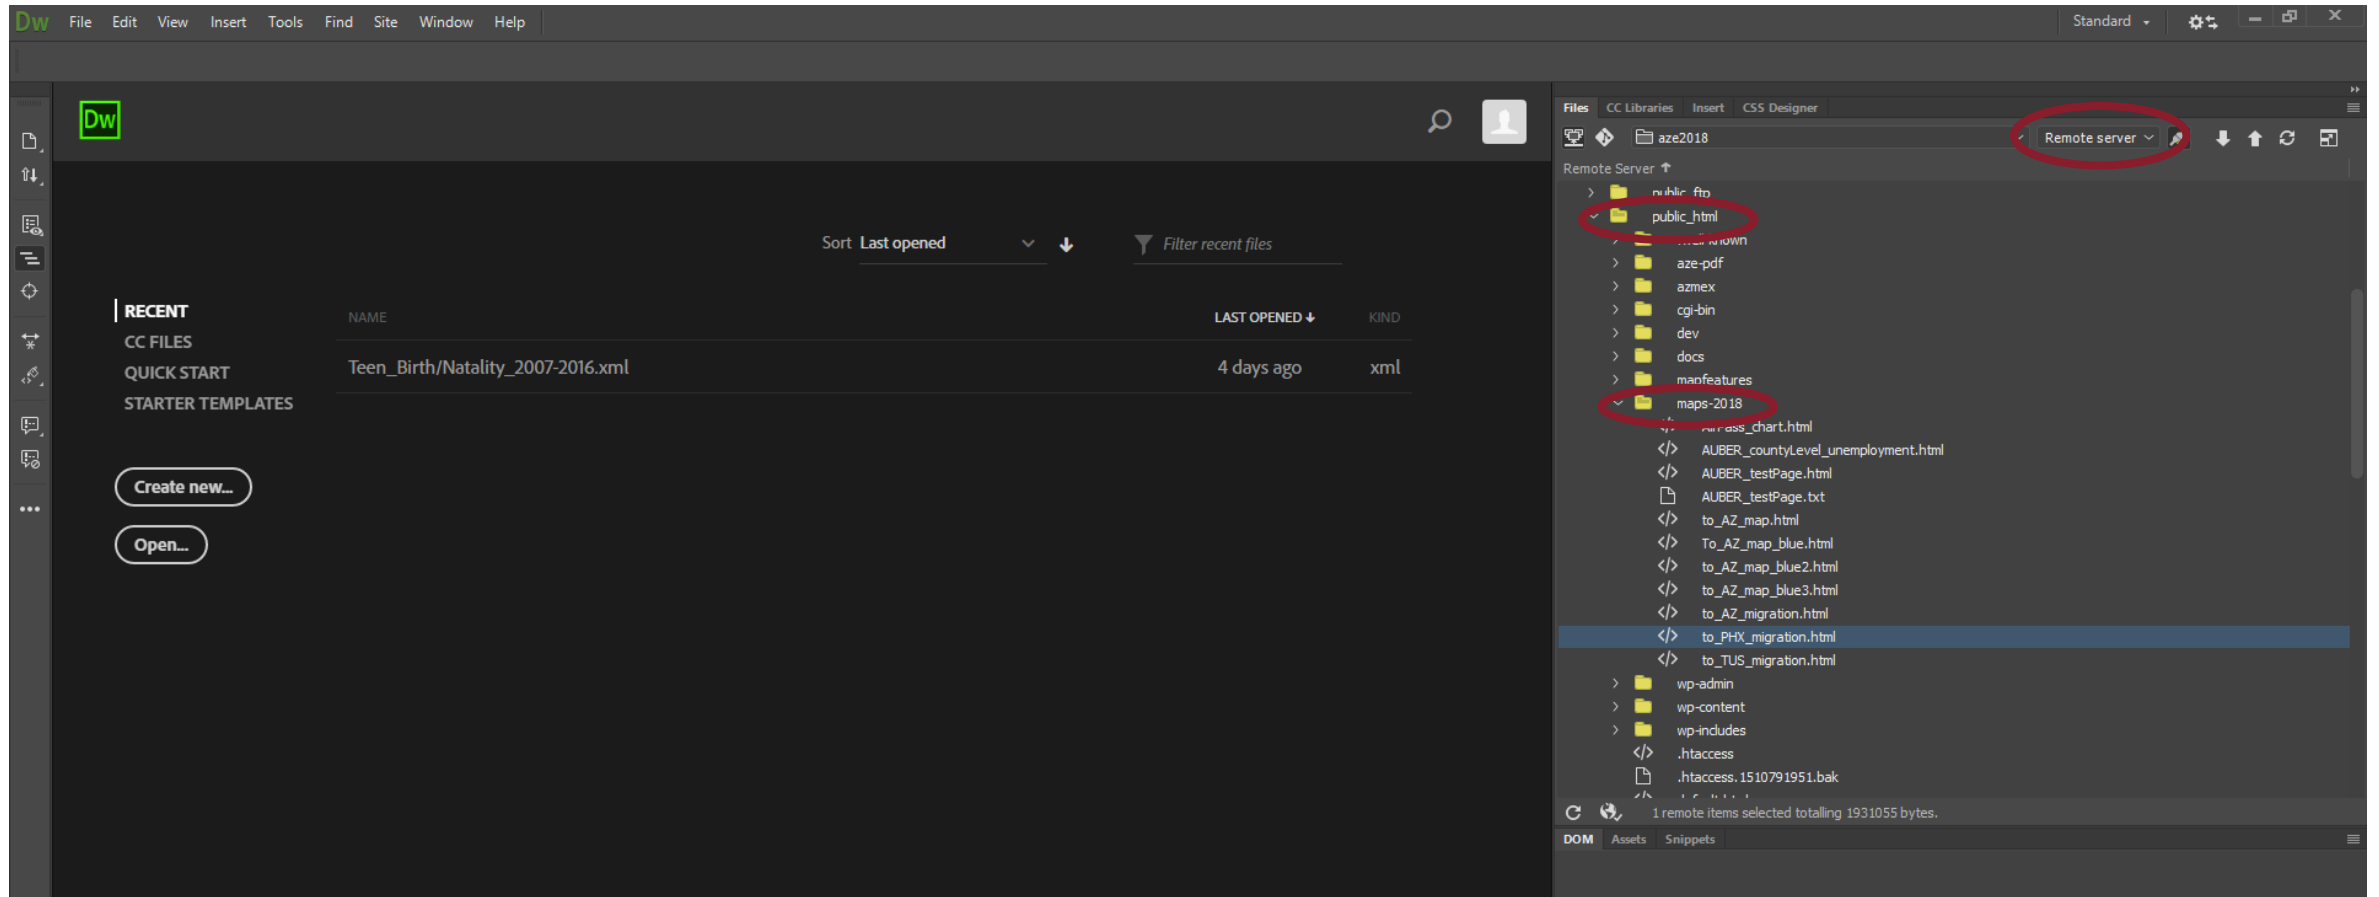 Dw File Edit View Insert Tools Find Site Window Help Standard
Dw
Files CC Libraries Insert CSS Designer
aze2018 Remote server
Remote Server
Sort Last opened Filter recent files
RECENT
CC FILES
QUICK START
STARTER TEMPLATES
NAME LAST OPENED KIND
Teen_Birth/Natality_2007-2016.xml 4 days ago xml
Create new...
Open...
public_ftp
public_html
aze-pdf
azmex
cgi-bin
dev
docs
mapfeatures
maps-2018
AUBER_countyLevel_unemployment.html
AUBER_testPage.html
AUBER_testPage.txt
to_AZ_map.html
To_AZ_map_blue.html
to_AZ_map_blue2.html
to_AZ_map_blue3.html
to_AZ_migration.html
to_PHX_migration.html
to_TUS_migration.html
wp-admin
wp-content
wp-includes
.htaccess
.htaccess.1510791951.bak
1 remote items selected totalling 1931055 bytes.
DOM Assets Snippets